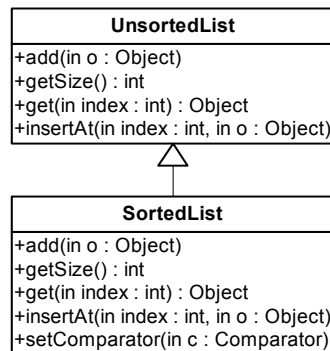 UnsortedList
+add(in o : Object)
+getSize() : int
+get(in index : int) : Object
+insertAt(in index : int, in o : Object)
SortedList
+add(in o : Object)
+getSize() : int
+get(in index : int) : Object
+insertAt(in index : int, in o : Object)
+setComparator(in c : Comparator)